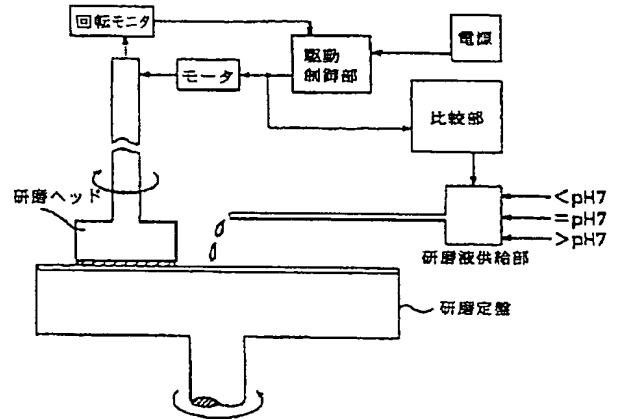 回転モニタ
電源
駆動
制御部
モータ
比較部
研磨ヘッド
<pH7
=pH7
>pH7
研磨液供給部
研磨定盤